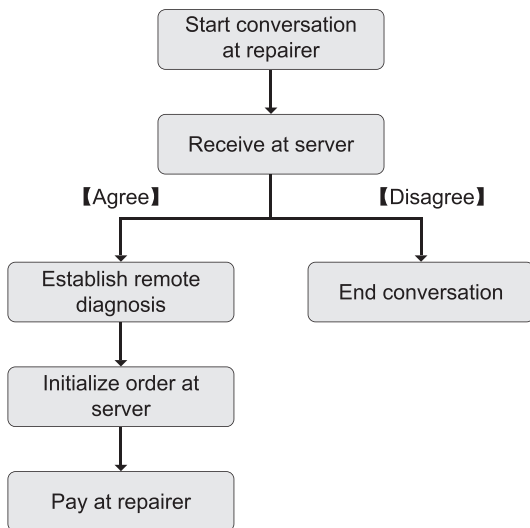 Start conversation
at repairer
Receive at server
【Agree】
【Disagree】
Establish remote
diagnosis
End conversation
Initialize order at
server
Pay at repairer